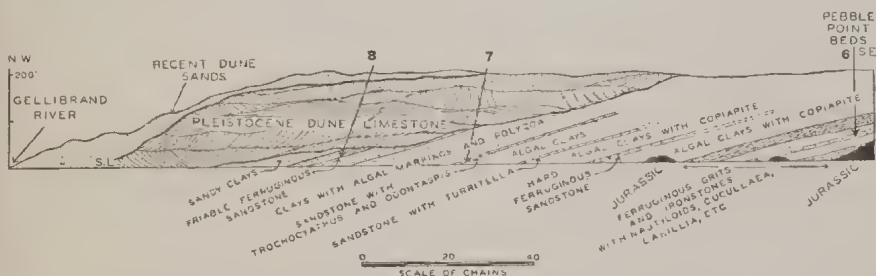 PEBBLE
POINT
BEDS
6 SE
NW
200'
8
7
RECENT DUNE
SANDS
GELLIBRAND
RIVER
PLEISTOCENE DUNE LIMESTONE
S.L.
SANDY CLAYS
FRIABLE FERRUGINOUS
SANDSTONE
CLAYS WITH ALGAL MARKINGS AND POLYZOA
SANDSTONE WITH
TROCHOCYATHUS AND ODONTASPIS
ALGAL CLAYS
SANDSTONE WITH TURRITELLA
ALGAL CLAYS WITH COPIAPITE
HARD
FERRUGINOUS
SANDSTONE
ALGAL CLAYS WITH COPIAPITE
JURASSIC
FERRUGINOUS GRITS
AND IRONSTONES
WITH NAUTILOIDS, CUCULLAEA,
LAHILLIA, ETC
JURASSIC
0 20 40
SCALE OF CHAINS